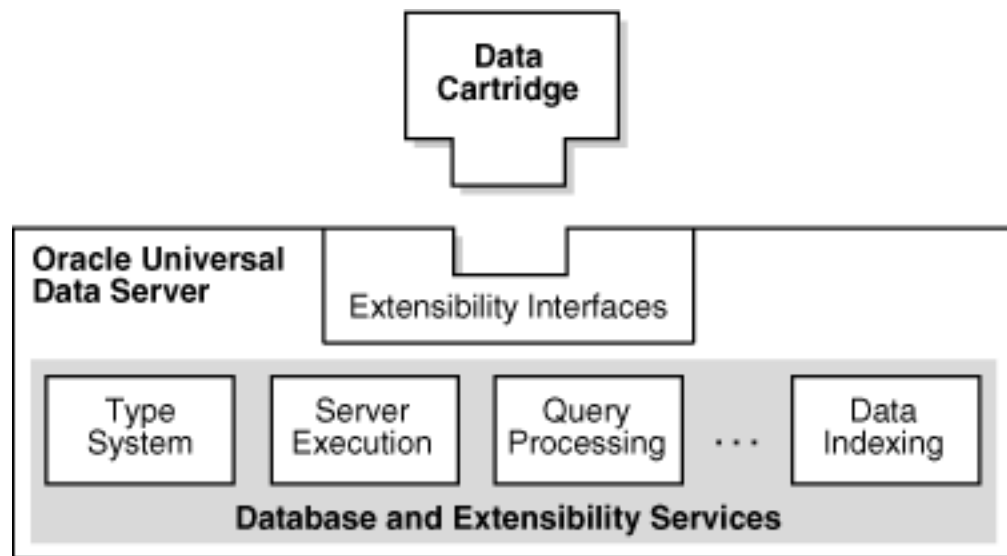 Data
Cartridge
Oracle Universal
Data Server
Extensibility Interfaces
Type
System
Server
Execution
Query
Processing
...
Data
Indexing
Database and Extensibility Services